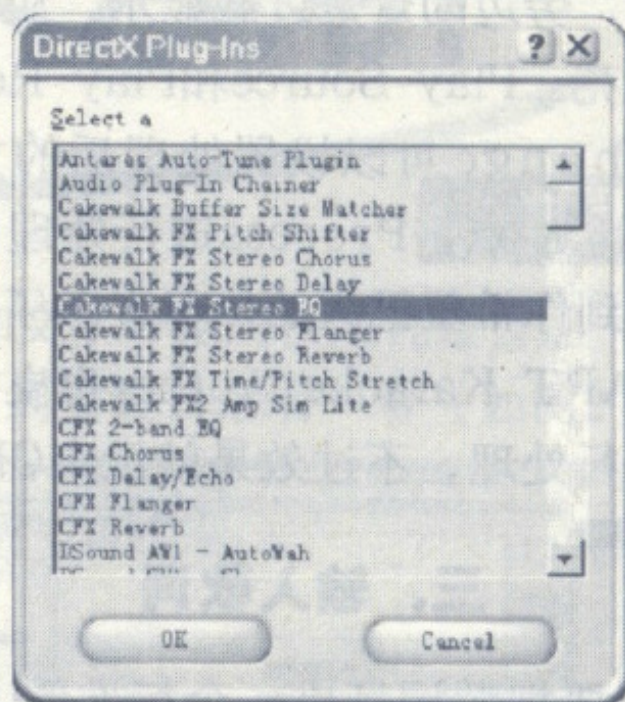 DirectX Plug-Ins
Select a
Antares Auto-Tune Plugin
Audio Plug-In Chainer
Cakewalk Buffer Size Matcher
Cakewalk FX Pitch Shifter
Cakewalk FX Stereo Chorus
Cakewalk FX Stereo Delay
Cakewalk FX Stereo EQ
Cakewalk FX Stereo Flanger
Cakewalk FX Stereo Reverb
Cakewalk FX Time/Pitch Stretch
Cakewalk FX2 Amp Sim Lite
CFX 2-band EQ
CFX Chorus
CFX Delay/Echo
CFX Flanger
CFX Reverb
DSound AW1 - AutoWah
OK Cancel